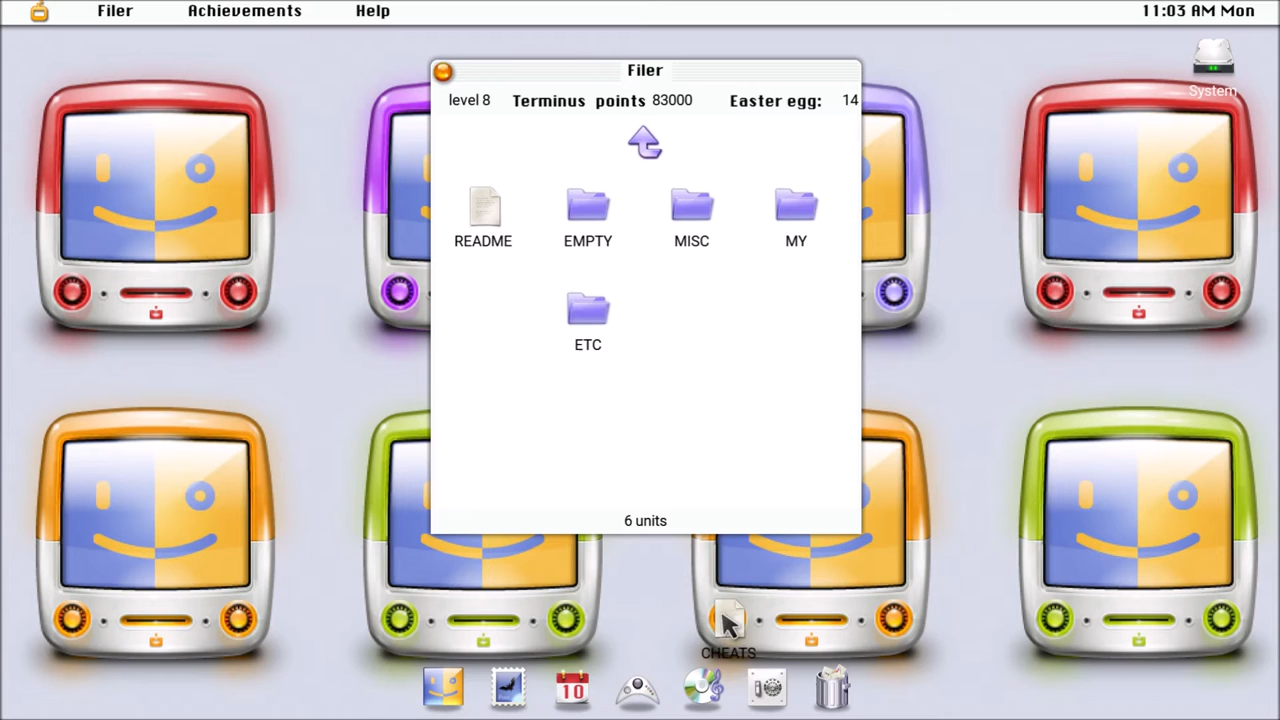 Filer Achievements Help 11:03 AM Mon
System
Filer
level 8 Terminus points 83000 Easter egg: 14
README EMPTY MISC MY
ETC
6 units
CHEATS
10